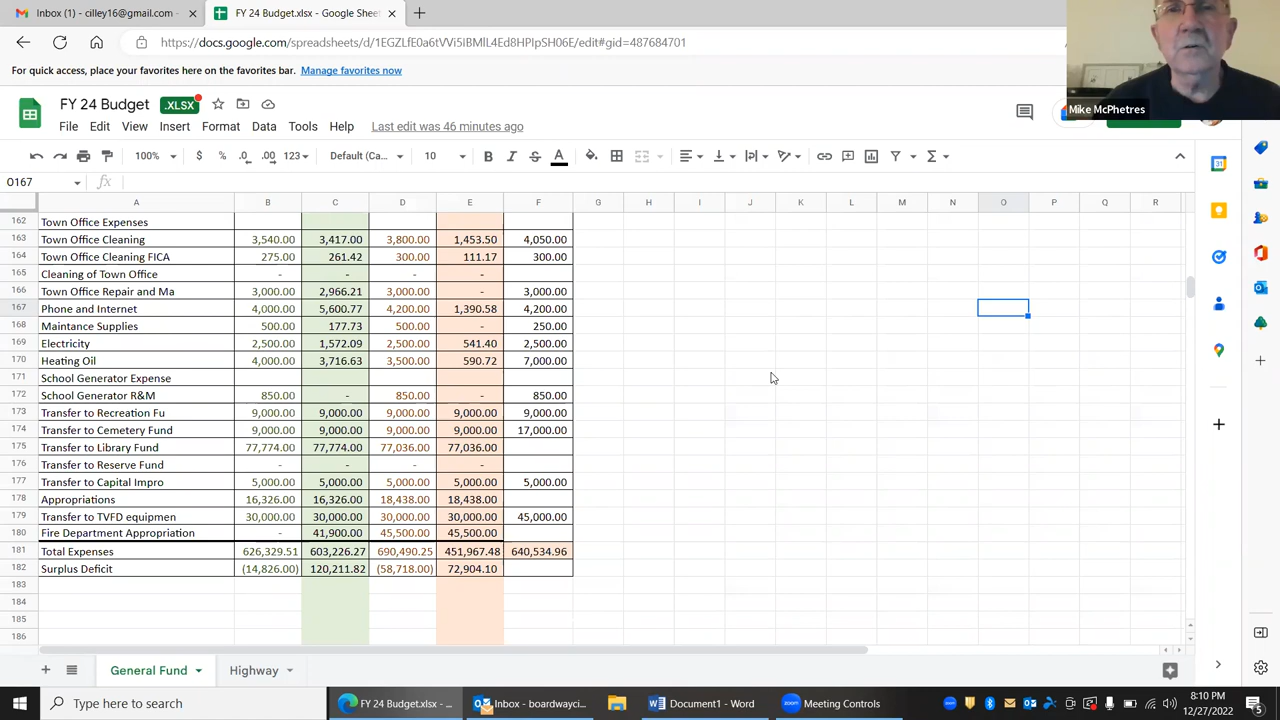 Inbox (1) - cilley16@gmail.com - FY 24 Budget.xlsx - Google Sheet
https://docs.google.com/spreadsheets/d/1EGZLfE0a6tVVi5iBMlL4Ed8HPIpSH06E/edit#gid=487684701
For quick access, place your favorites here on the favorites bar. Manage favorites now
Mike McPhetres
FY 24 Budget .XLSX
File Edit View Insert Format Data Tools Help Last edit was 46 minutes ago
100% $ % .0 .00 123 Default (Ca... 10 B I S A
O167 fx
A B C D E F G H I J K L M N O P Q R
162 Town Office Expenses
163 Town Office Cleaning 3,540.00 3,417.00 3,800.00 1,453.50 4,050.00
164 Town Office Cleaning FICA 275.00 261.42 300.00 111.17 300.00
165 Cleaning of Town Office - - - -
166 Town Office Repair and Ma 3,000.00 2,966.21 3,000.00 - 3,000.00
167 Phone and Internet 4,000.00 5,600.77 4,200.00 1,390.58 4,200.00
168 Maintance Supplies 500.00 177.73 500.00 - 250.00
169 Electricity 2,500.00 1,572.09 2,500.00 541.40 2,500.00
170 Heating Oil 4,000.00 3,716.63 3,500.00 590.72 7,000.00
171 School Generator Expense
172 School Generator R&M 850.00 - 850.00 - 850.00
173 Transfer to Recreation Fu 9,000.00 9,000.00 9,000.00 9,000.00 9,000.00
174 Transfer to Cemetery Fund 9,000.00 9,000.00 9,000.00 9,000.00 17,000.00
175 Transfer to Library Fund 77,774.00 77,774.00 77,036.00 77,036.00
176 Transfer to Reserve Fund - - - -
177 Transfer to Capital Impro 5,000.00 5,000.00 5,000.00 5,000.00 5,000.00
178 Appropriations 16,326.00 16,326.00 18,438.00 18,438.00
179 Transfer to TVFD equipmen 30,000.00 30,000.00 30,000.00 30,000.00 45,000.00
180 Fire Department Appropriation - 41,900.00 45,500.00 45,500.00
181 Total Expenses 626,329.51 603,226.27 690,490.25 451,967.48 640,534.96
182 Surplus Deficit (14,826.00) 120,211.82 (58,718.00) 72,904.10
183
184
185
186
General Fund Highway
Type here to search FY 24 Budget.xlsx - ... Inbox - boardwayci... Document1 - Word Meeting Controls 8:10 PM
12/27/2022 5